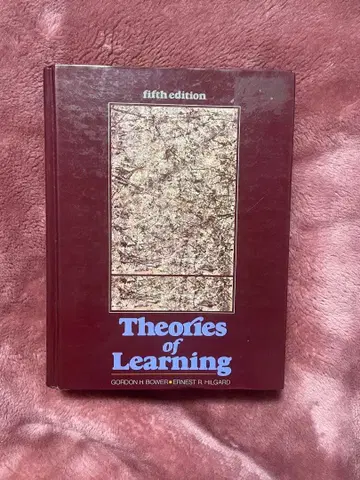 fifth edition
Theories
of
Learning
GORDON H. BOWER • ERNEST R. HILGARD